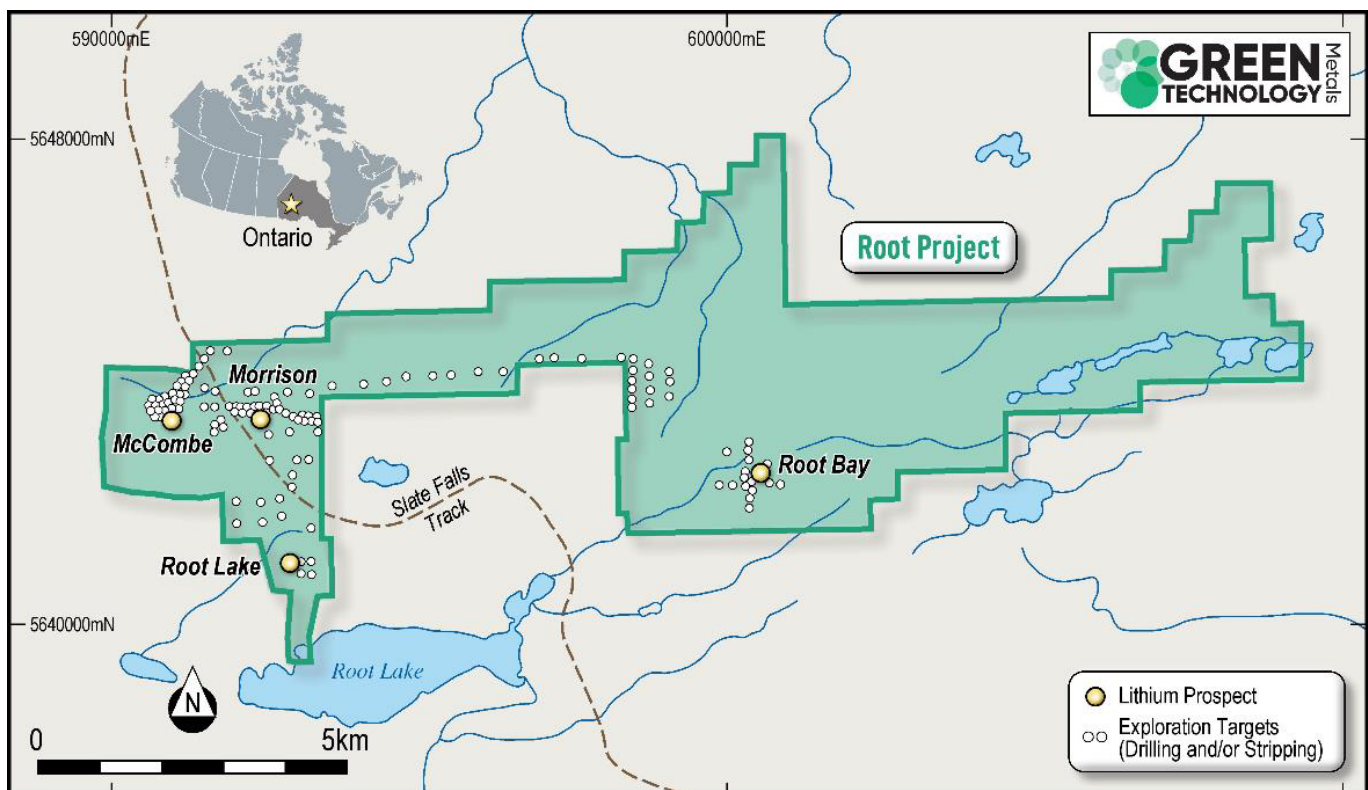 590000mE
600000mE
GREEN
TECHNOLOGY
Metals
5648000mN
Ontario
Root Project
Morrison
McCombe
Root Bay
Slate Falls
Track
Root Lake
5640000mN
Root Lake
N
0
5km
Lithium Prospect
Exploration Targets
(Drilling and/or Stripping)